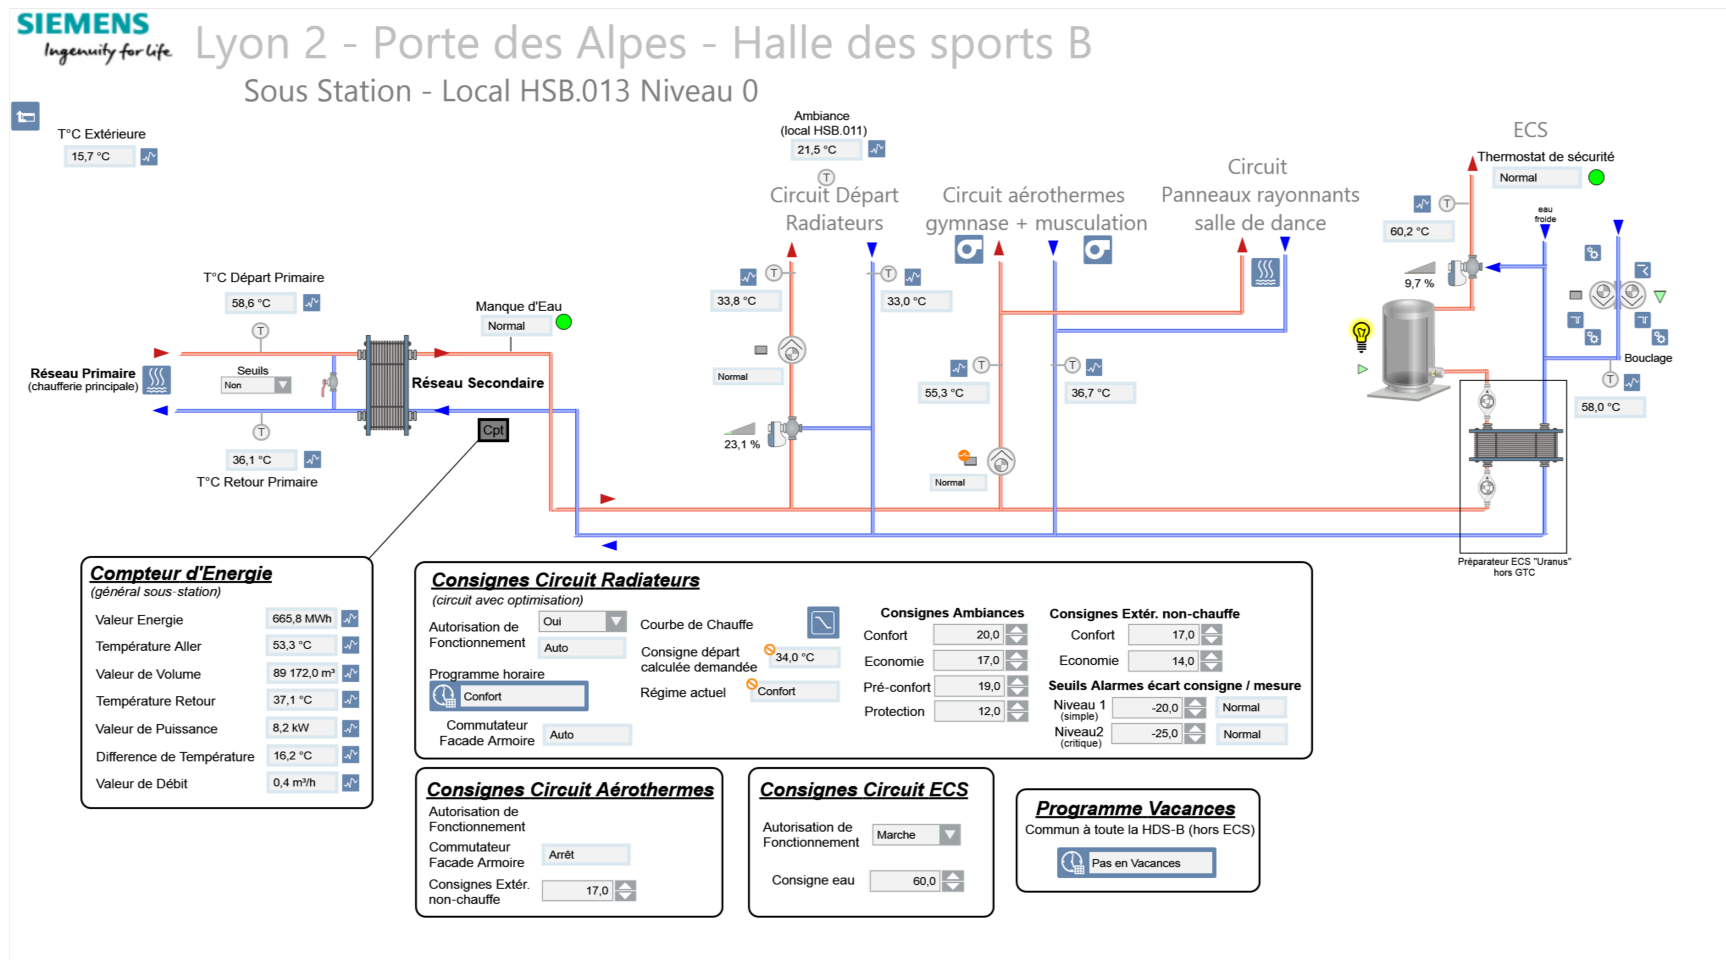 SIEMENS
Ingenuity for life
Lyon 2 - Porte des Alpes - Halle des sports B
Sous Station - Local HSB.013 Niveau 0
T°C Extérieure
15,7 °C
Ambiance
(local HSB.011)
21,5 °C
T
Circuit Départ
Radiateurs
Circuit aérothermes
gymnase + musculation
Circuit
Panneaux rayonnants
salle de dance
ECS
Thermostat de sécurité
Normal
T
60,2 °C
eau
froide
9,7 %
T°C Départ Primaire
58,6 °C
T
Manque d'Eau
Normal
T
33,8 °C
T
33,0 °C
Réseau Primaire
(chaufferie principale)
Seuils
Non
Réseau Secondaire
Normal
T
55,3 °C
T
36,7 °C
Bouclage
T
58,0 °C
T
36,1 °C
T°C Retour Primaire
Cpt
23,1 %
Normal
Préparateur ECS "Uranus"
hors GTC
Compteur d'Energie
(général sous-station)
Valeur Energie
665,8 MWh
Température Aller
53,3 °C
Valeur de Volume
89 172,0 m³
Température Retour
37,1 °C
Valeur de Puissance
8,2 kW
Difference de Température
16,2 °C
Valeur de Débit
0,4 m³/h
Consignes Circuit Radiateurs
(circuit avec optimisation)
Autorisation de
Fonctionnement
Oui
Auto
Programme horaire
Confort
Commutateur
Facade Armoire
Auto
Courbe de Chauffe
Consigne départ
calculée demandée
34,0 °C
Régime actuel
Confort
Consignes Ambiances
Confort
20,0
Economie
17,0
Pré-confort
19,0
Protection
12,0
Consignes Extér. non-chauffe
Confort
17,0
Economie
14,0
Seuils Alarmes écart consigne / mesure
Niveau 1
(simple)
-20,0
Normal
Niveau2
(critique)
-25,0
Normal
Consignes Circuit Aérothermes
Autorisation de
Fonctionnement
Commutateur
Facade Armoire
Arrêt
Consignes Extér.
non-chauffe
17,0
Consignes Circuit ECS
Autorisation de
Fonctionnement
Marche
Consigne eau
60,0
Programme Vacances
Commun à toute la HDS-B (hors ECS)
Pas en Vacances